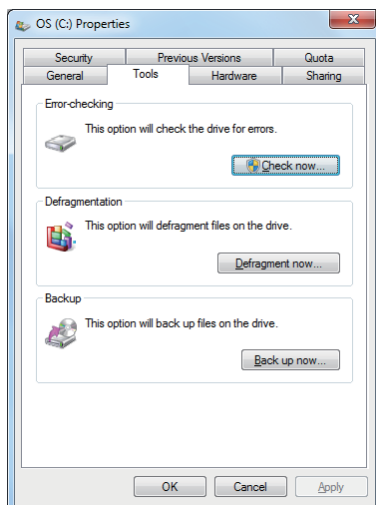 OS (C:) Properties
Security Previous Versions Quota
General Tools Hardware Sharing
Error-checking
This option will check the drive for errors.
Check now...
Defragmentation
This option will defragment files on the drive.
Defragment now...
Backup
This option will back up files on the drive.
Back up now...
OK Cancel Apply